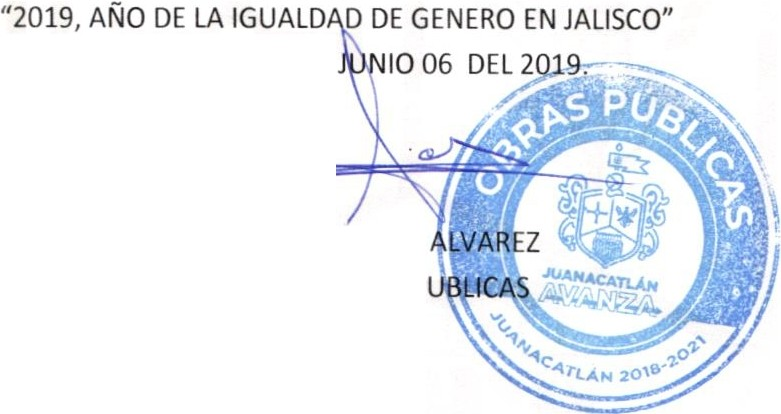 “2019, AÑO DE LA IGUALDAD DE GENERO EN JALISCO”
JUNIO 06 DEL 2019.
OBRAS PÚBLICAS
ALVAREZ
UBLICAS
JUANACATLÁN
AVANZA
JUANACATLÁN 2018-2021